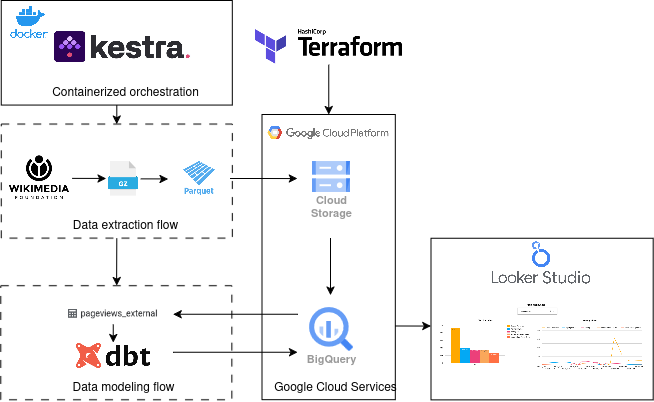 docker
kestra.
Containerized orchestration
HashiCorp
Terraform
Google Cloud Platform
WIKIMEDIA
FOUNDATION
GZ
Parquet
Data extraction flow
Cloud
Storage
pageviews_external
dbt
Data modeling flow
BigQuery
Google Cloud Services
Looker Studio